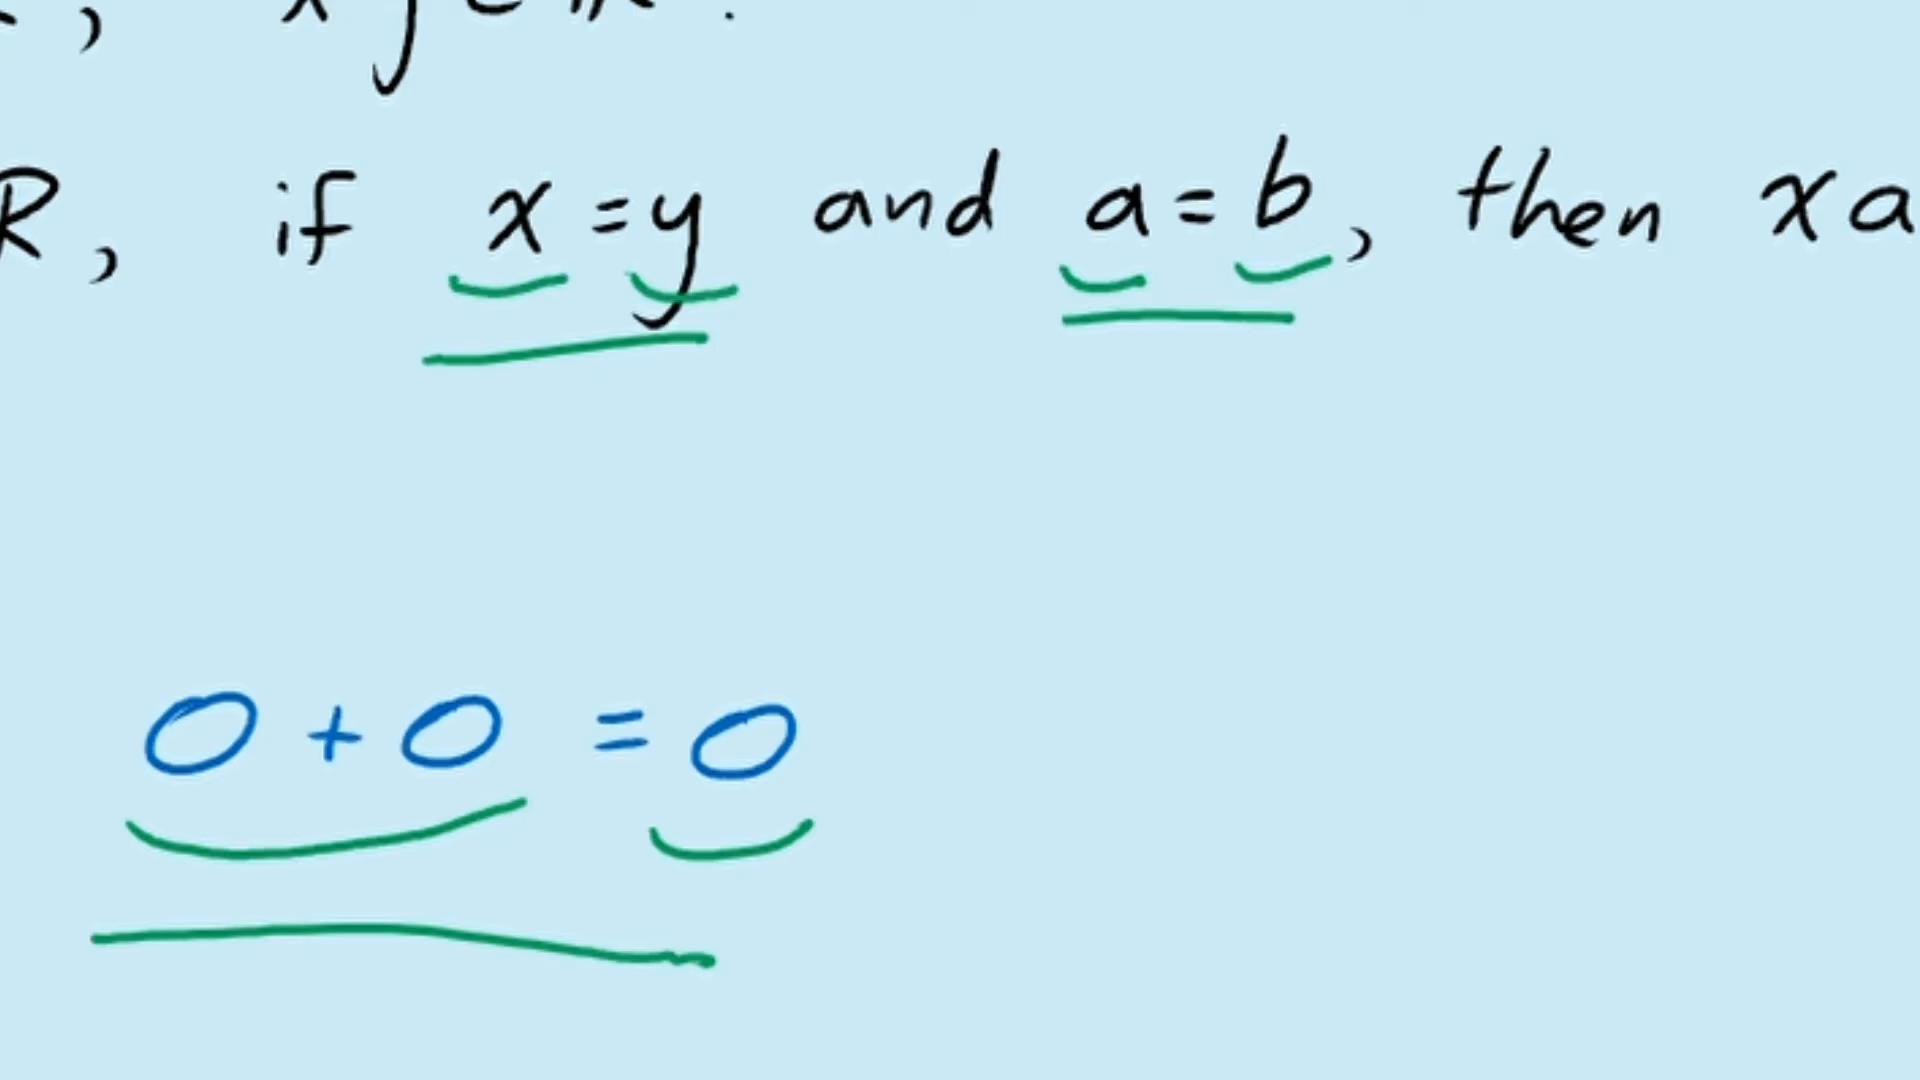 R, if x = y and a = b, then xa
0 + 0 = 0